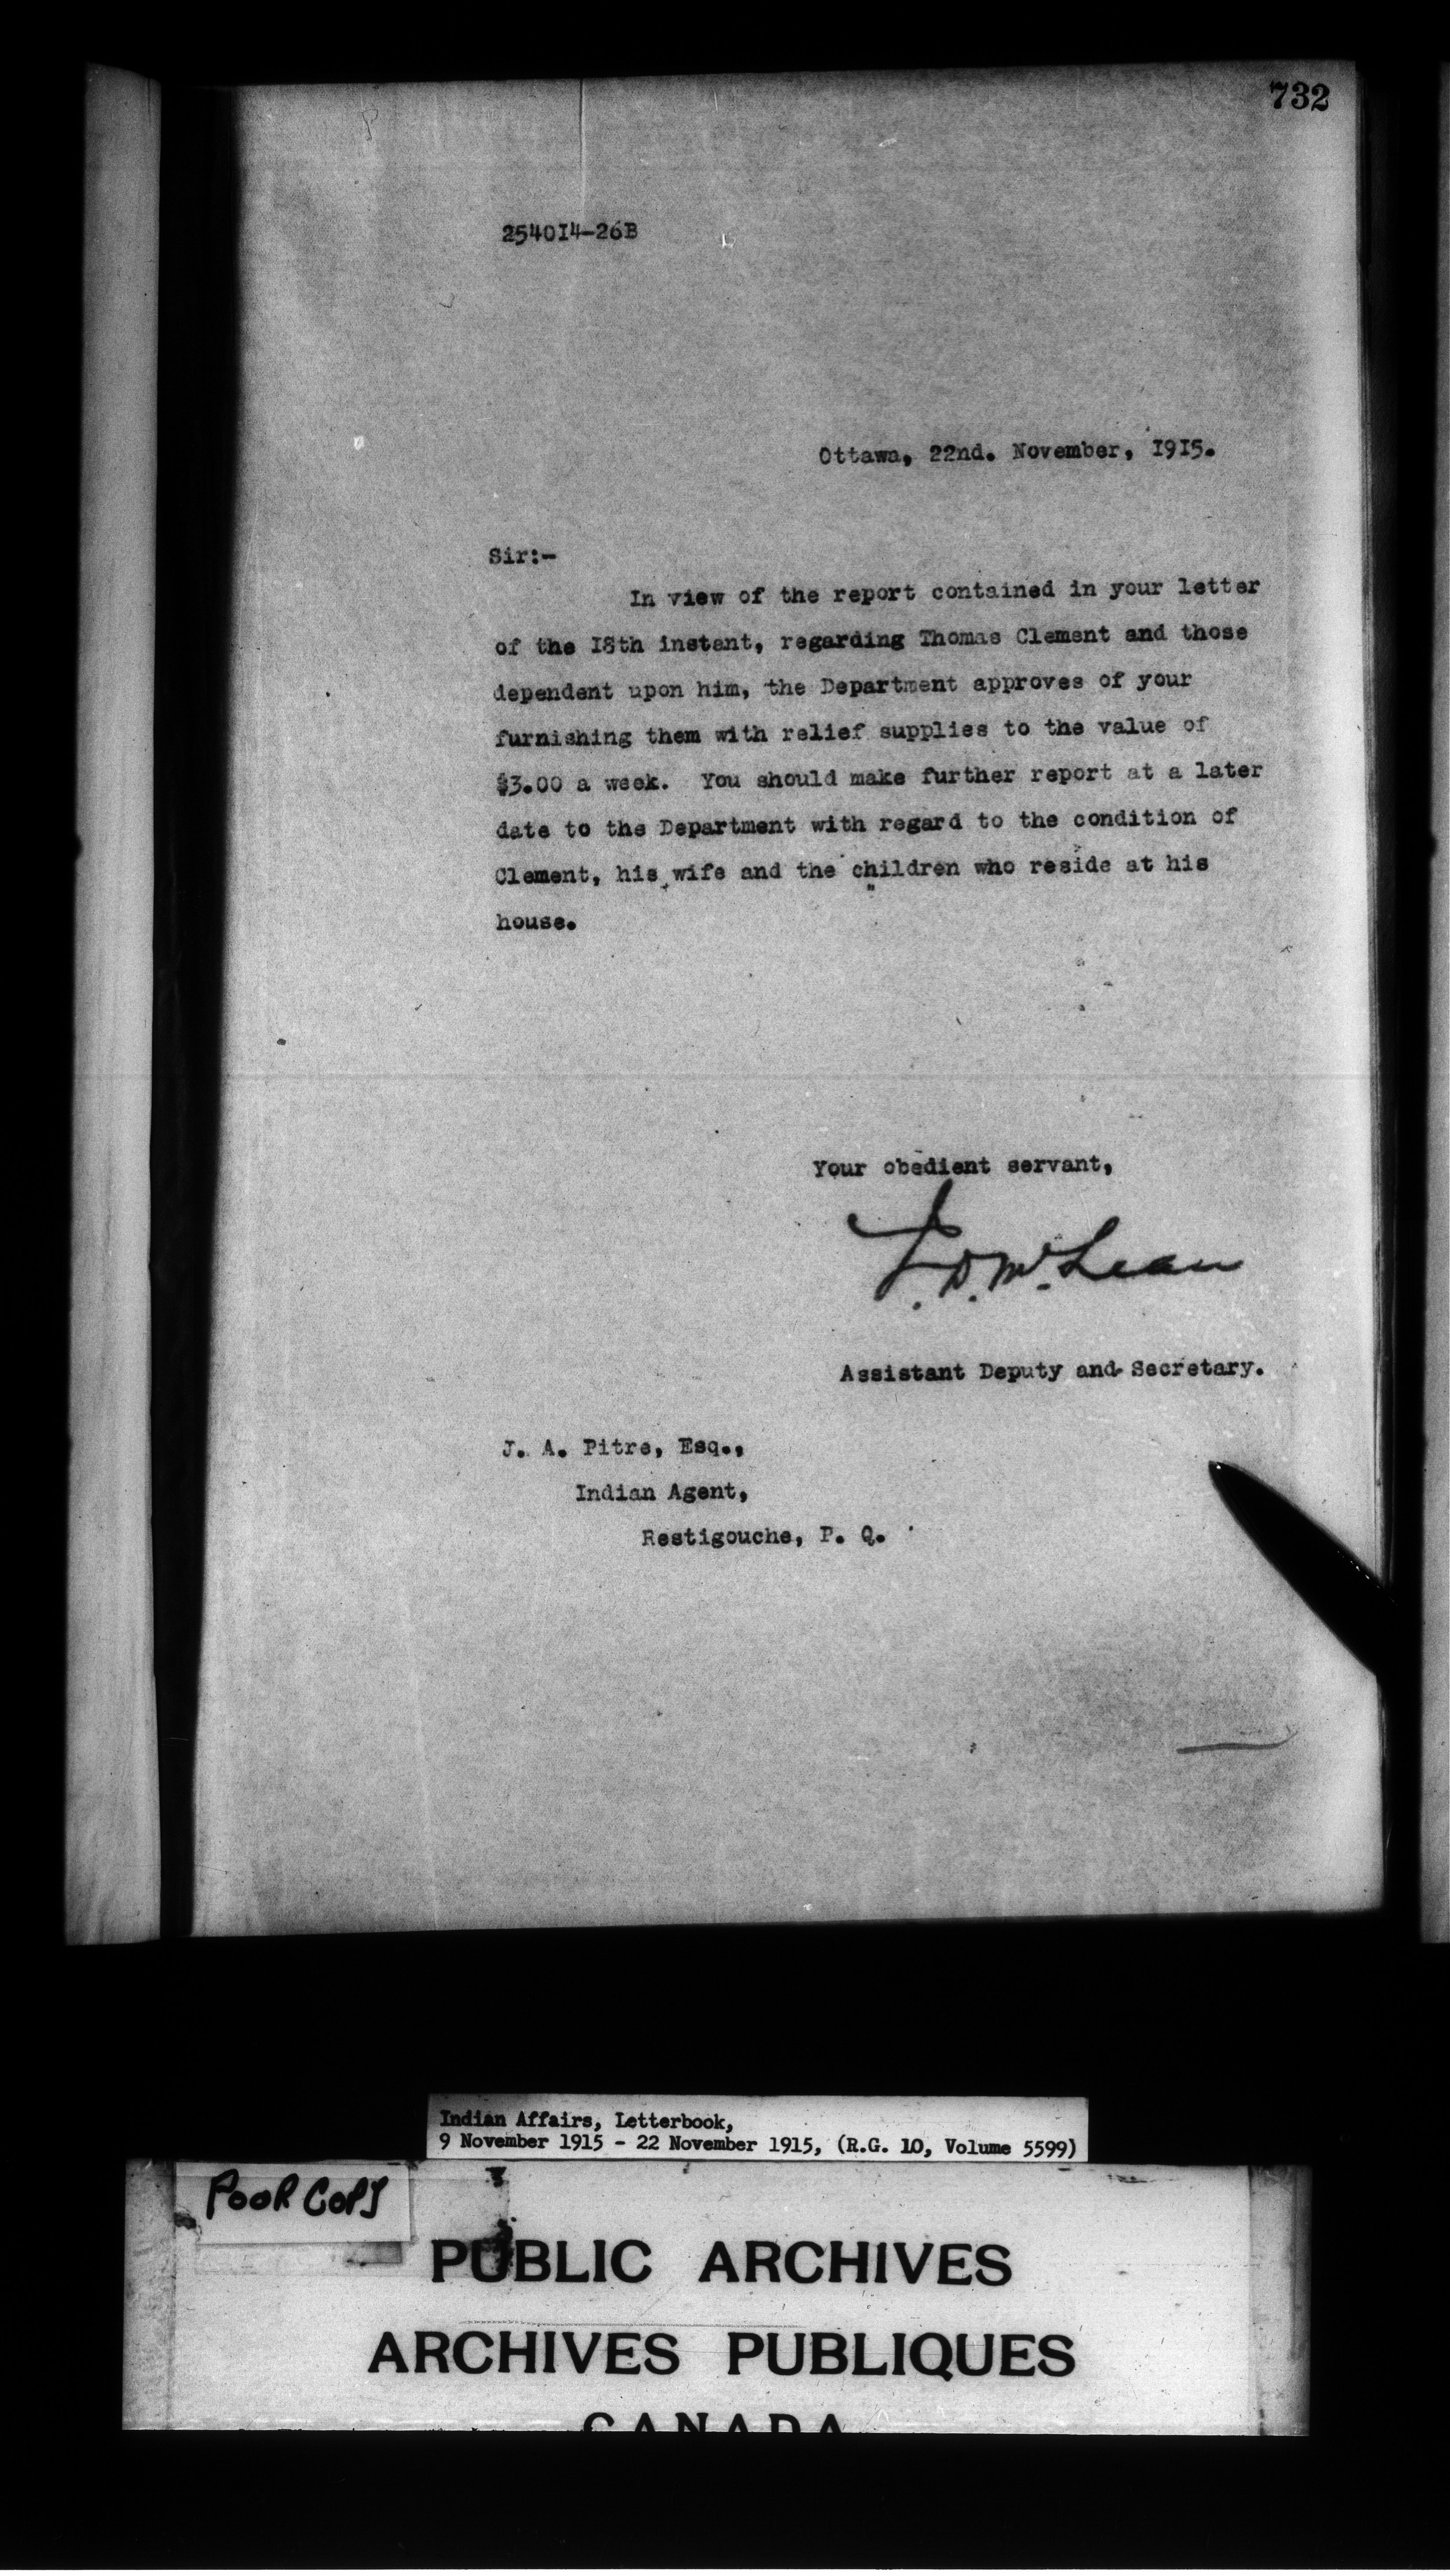 732
254014-26B
Ottawa, 22nd. November, 1915.
Sir:-
In view of the report contained in your letter
of the 18th instant, regarding Thomas Clement and those
dependent upon him, the Department approves of your
furnishing them with relief supplies to the value of
$3.00 a week. You should make further report at a later
date to the Department with regard to the condition of
Clement, his wife and the children who reside at his
house.
Your obedient servant,
J. D. McLean
Assistant Deputy and Secretary.
J. A. Pitre, Esq.,
Indian Agent,
Restigouche, P. Q.
Indian Affairs, Letterbook,
9 November 1915 - 22 November 1915, (R.G. 10, Volume 5599)
POOR COPY
PUBLIC ARCHIVES
ARCHIVES PUBLIQUES
CANADA